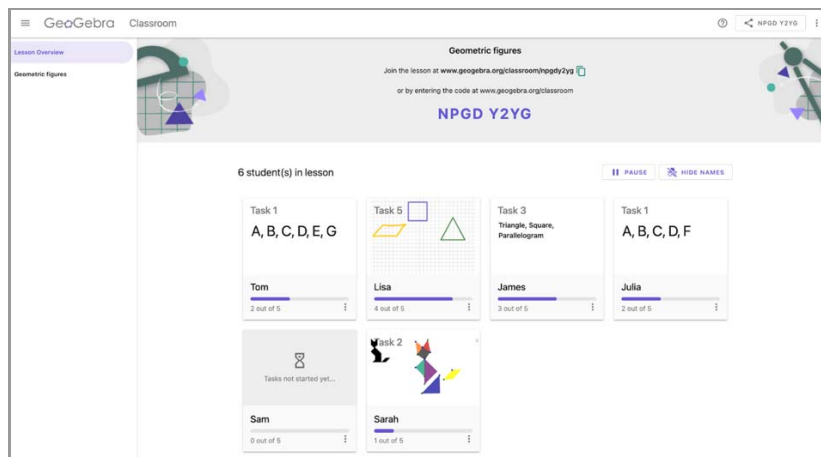 GeoGebra Classroom
NPGD Y2YG
Lesson Overview
Geometric figures
Geometric figures
Join the lesson at www.geogebra.org/classroom/npgdy2yg
or by entering the code at www.geogebra.org/classroom
NPGD Y2YG
6 student(s) in lesson
PAUSE
HIDE NAMES
Task 1
A, B, C, D, E, G
Tom
2 out of 5
Task 5
Lisa
4 out of 5
Task 3
Triangle, Square,
Parallelogram
James
3 out of 5
Task 1
A, B, C, D, F
Julia
2 out of 5
Tasks not started yet...
Sam
0 out of 5
Task 2
Sarah
1 out of 5